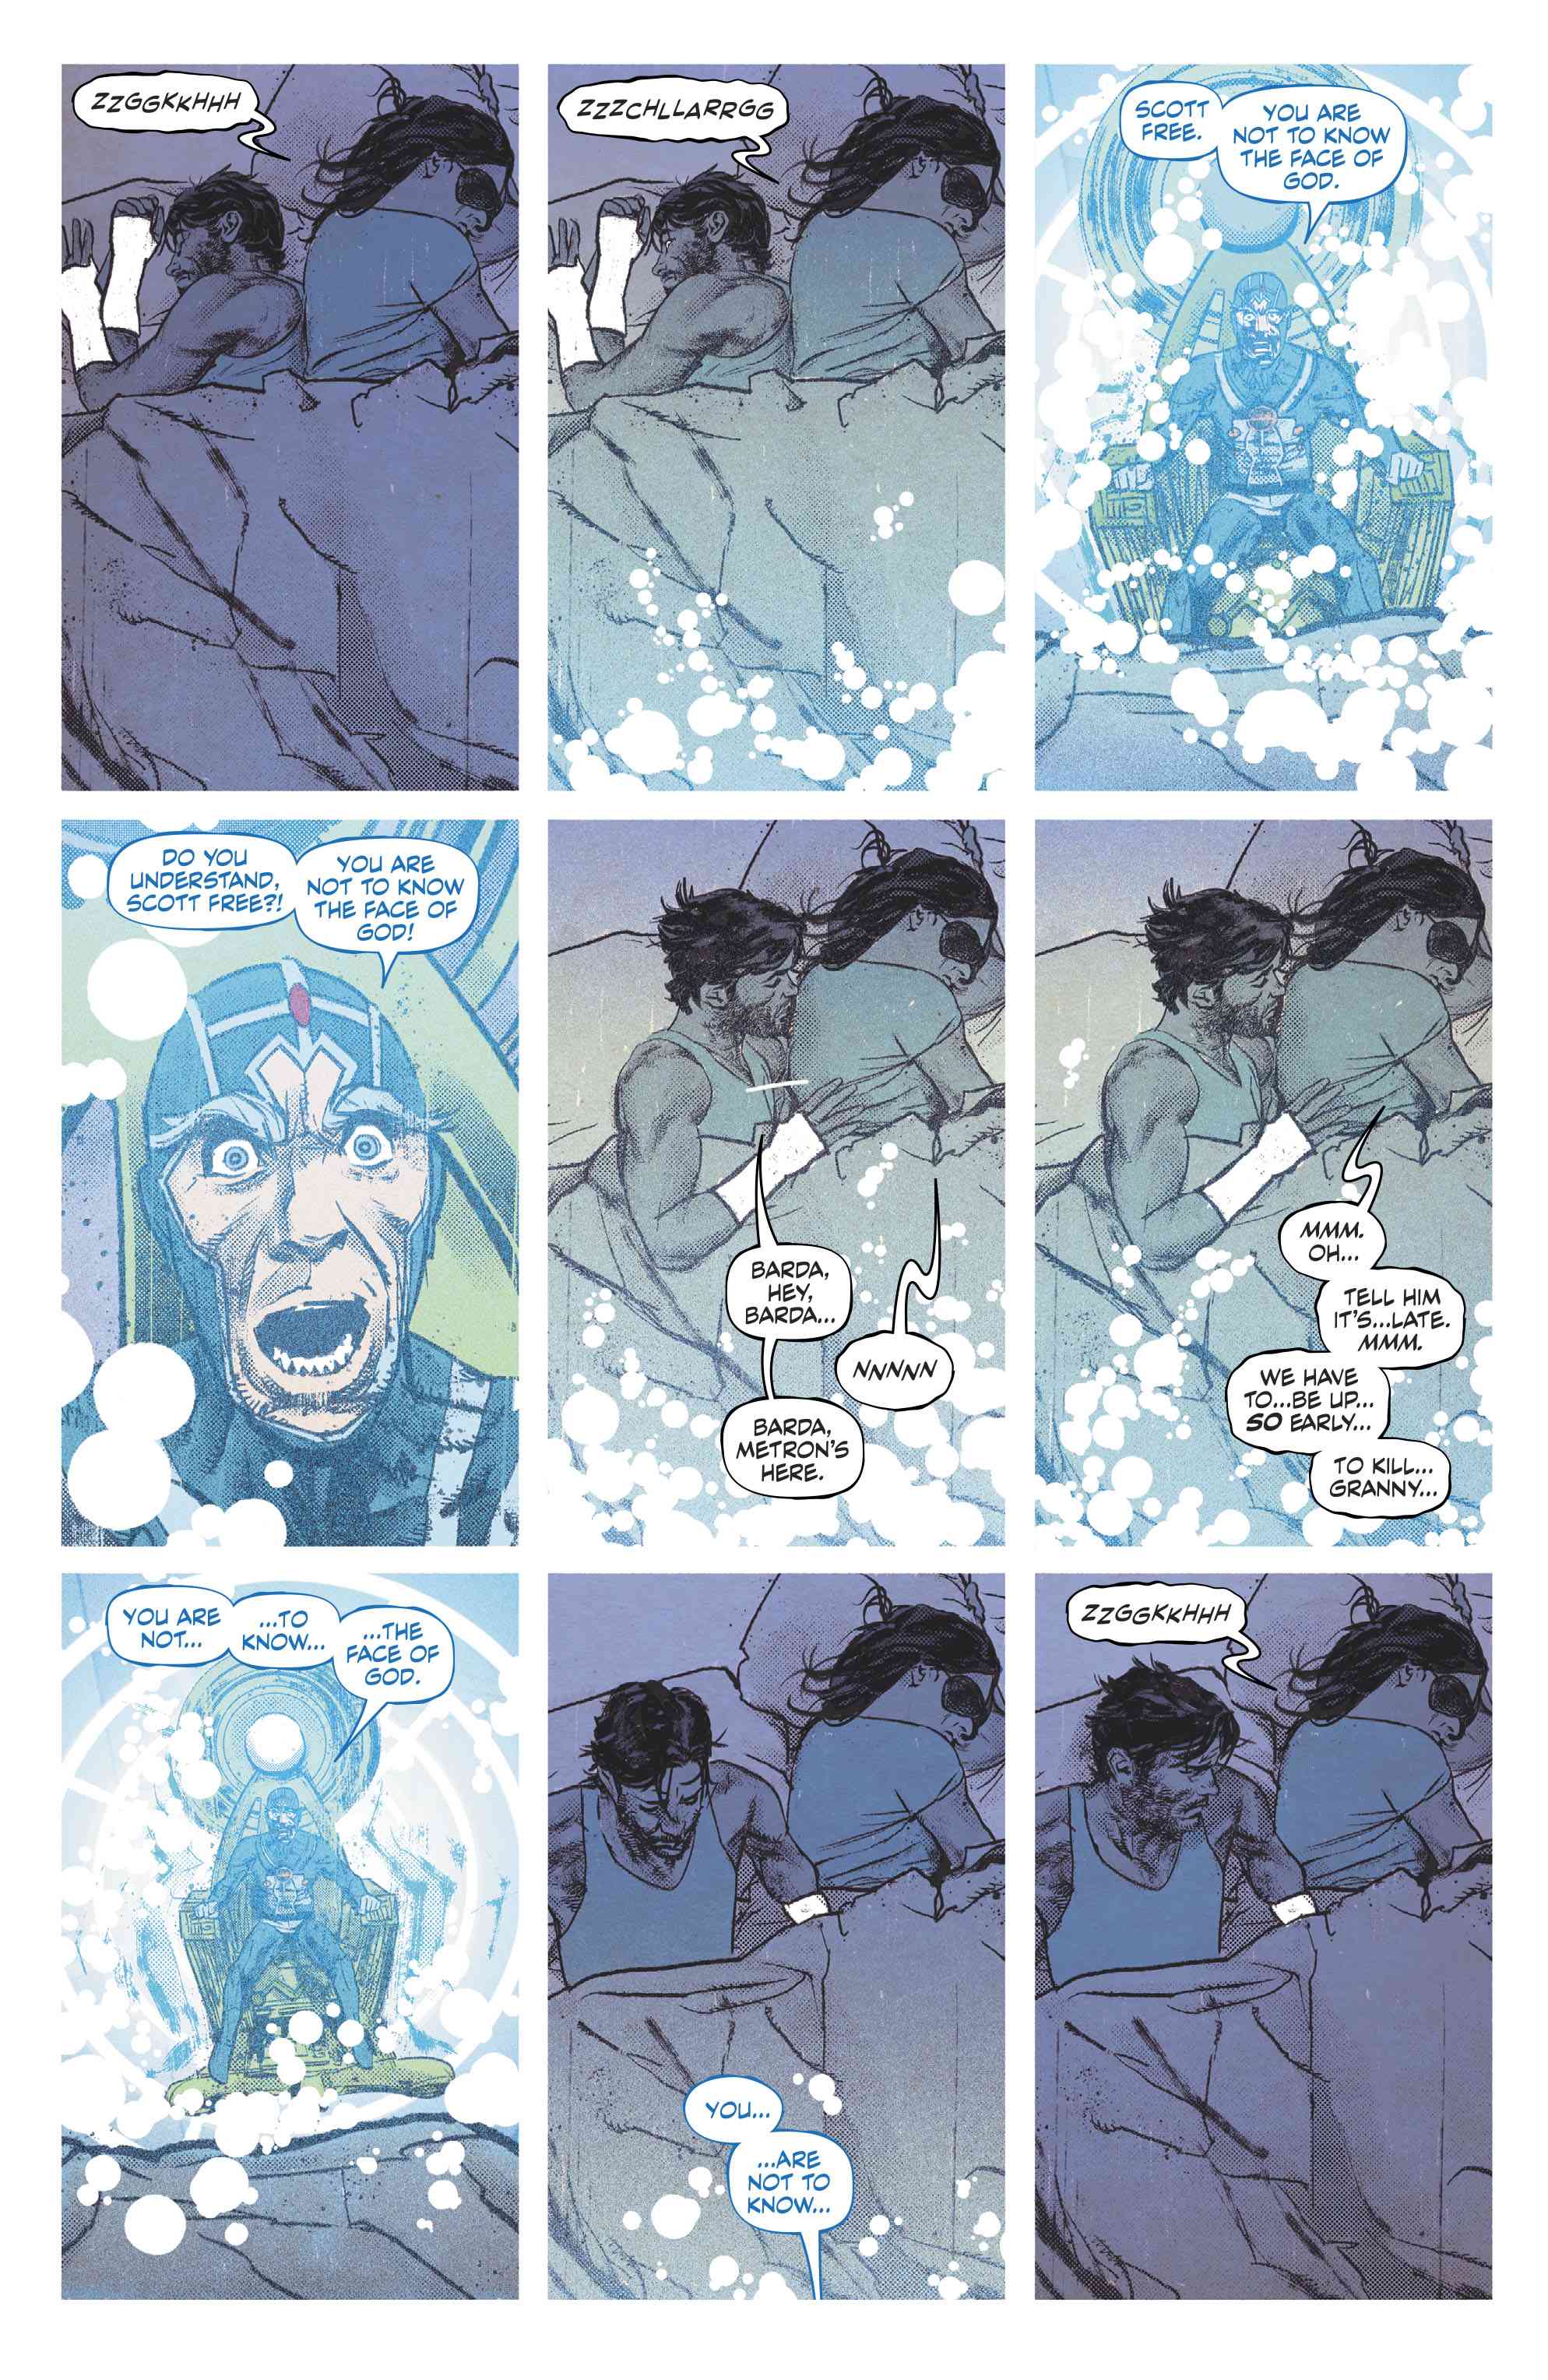 ZZGGKKHHH
ZZZCHLLARRGG
SCOTT
FREE.
YOU ARE
NOT TO KNOW
THE FACE OF
GOD.
DO YOU
UNDERSTAND,
SCOTT FREE?!
YOU ARE
NOT TO KNOW
THE FACE OF
GOD!
BARDA,
HEY,
BARDA...
NNNNN
BARDA,
METRON'S
HERE.
MMM.
OH...
TELL HIM
IT'S...LATE.
MMM.
WE HAVE
TO...BE UP...
SO EARLY...
TO KILL...
GRANNY...
YOU ARE
NOT...
...TO
KNOW...
...THE
FACE OF
GOD.
YOU...
...ARE
NOT TO
KNOW...
ZZGGKKHHH